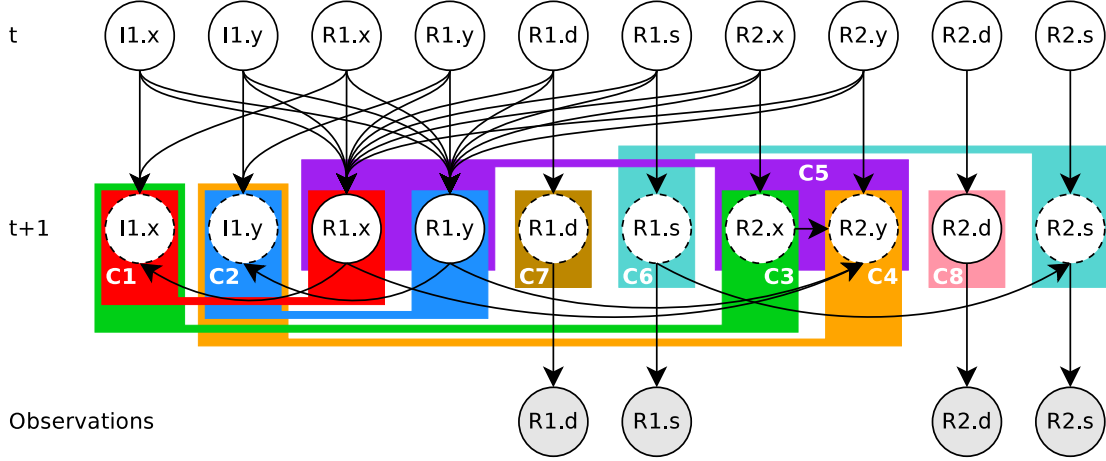 t I1.x I1.y R1.x R1.y R1.d R1.s R2.x R2.y R2.d R2.s
C5
t+1 I1.x I1.y R1.x R1.y R1.d R1.s R2.x R2.y R2.d R2.s
C1 C2 C7 C6 C3 C4 C8
Observations R1.d R1.s R2.d R2.s